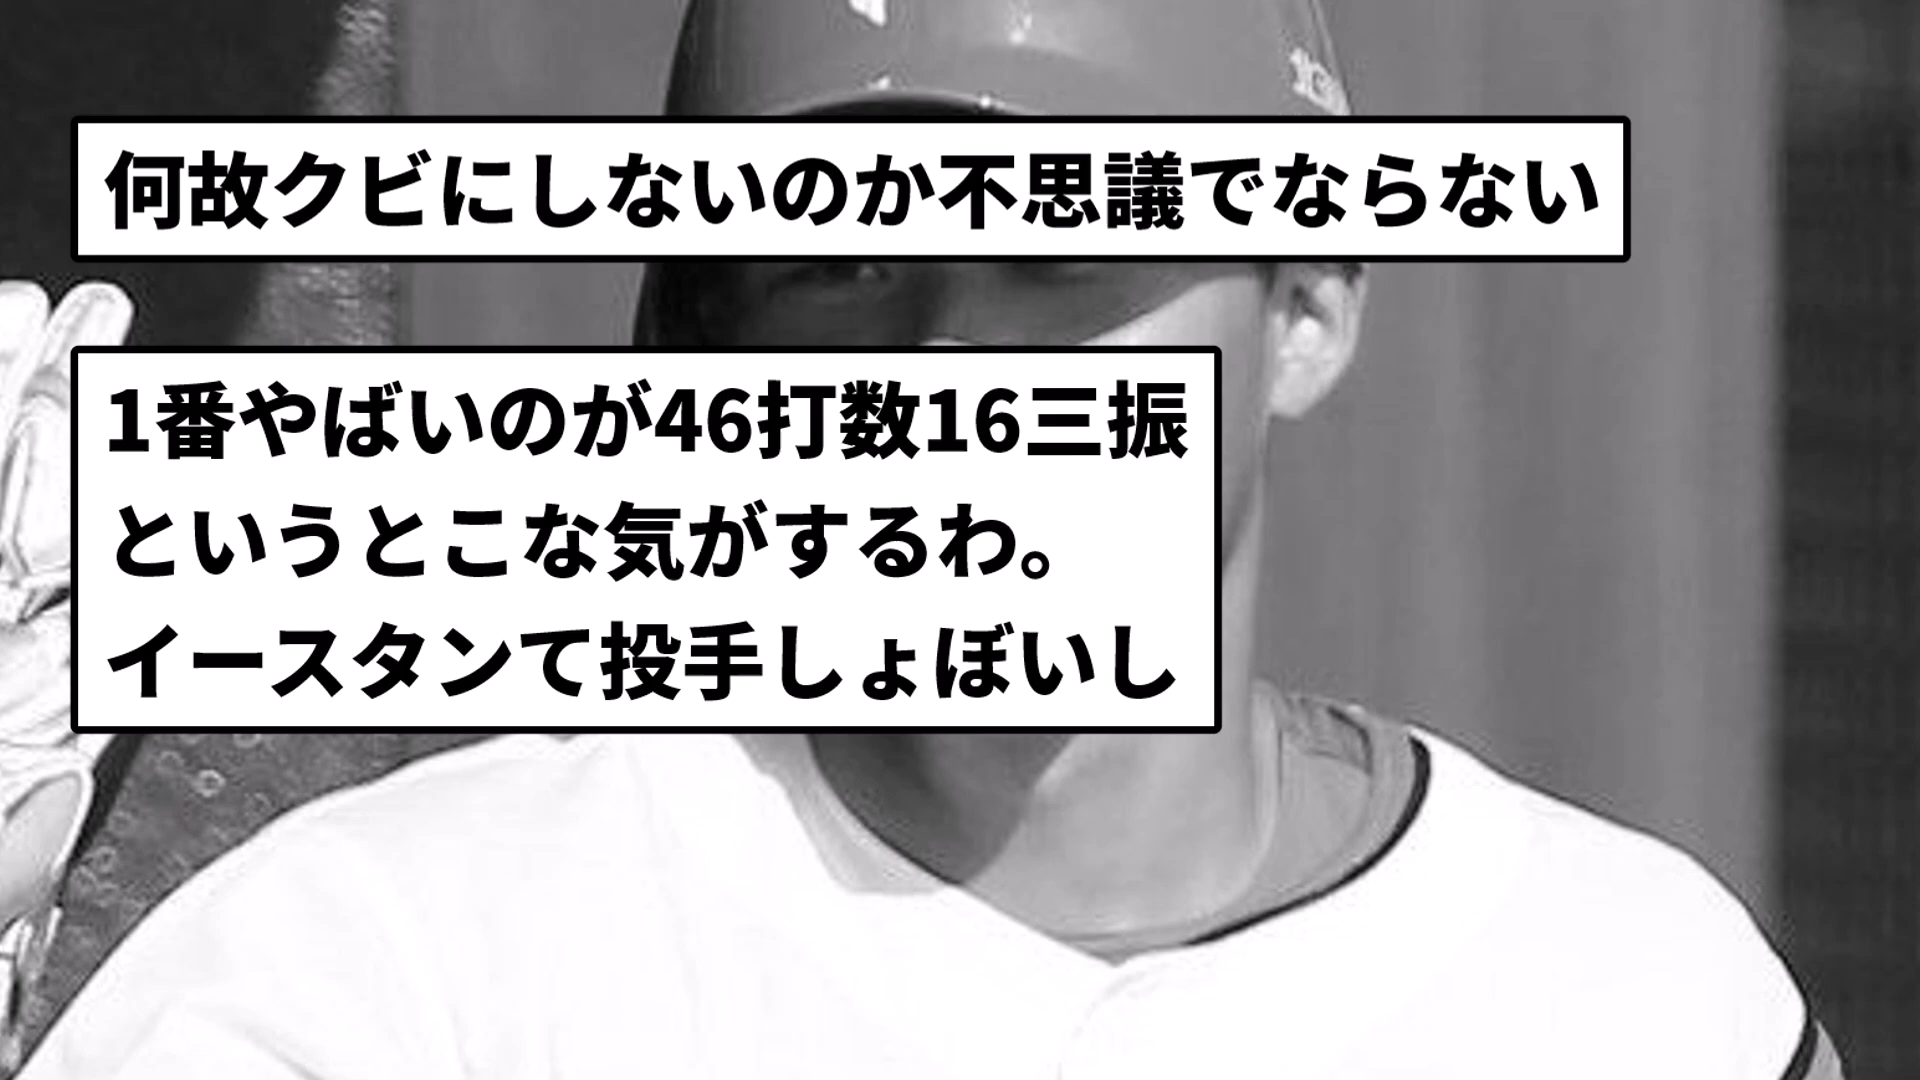 何故クビにしないのか不思議でならない
1番やばいのが46打数16三振
というとこな気がするわ。
イースタンて投手しょぼいし